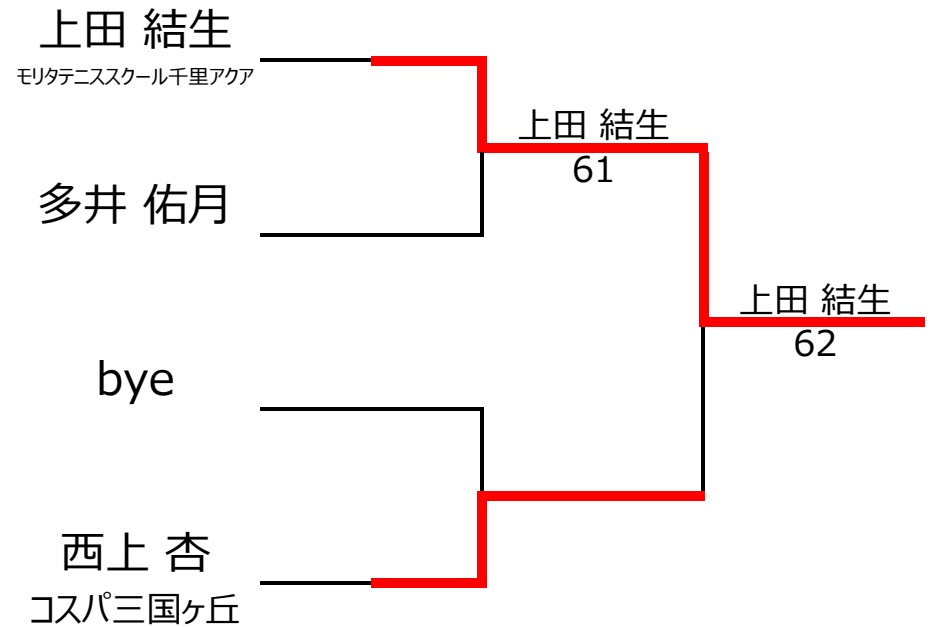 上田 結生
モリタテニススクール千里アクア
上田 結生
61
多井 佑月
上田 結生
62
bye
西上 杏
コスパ三国ヶ丘